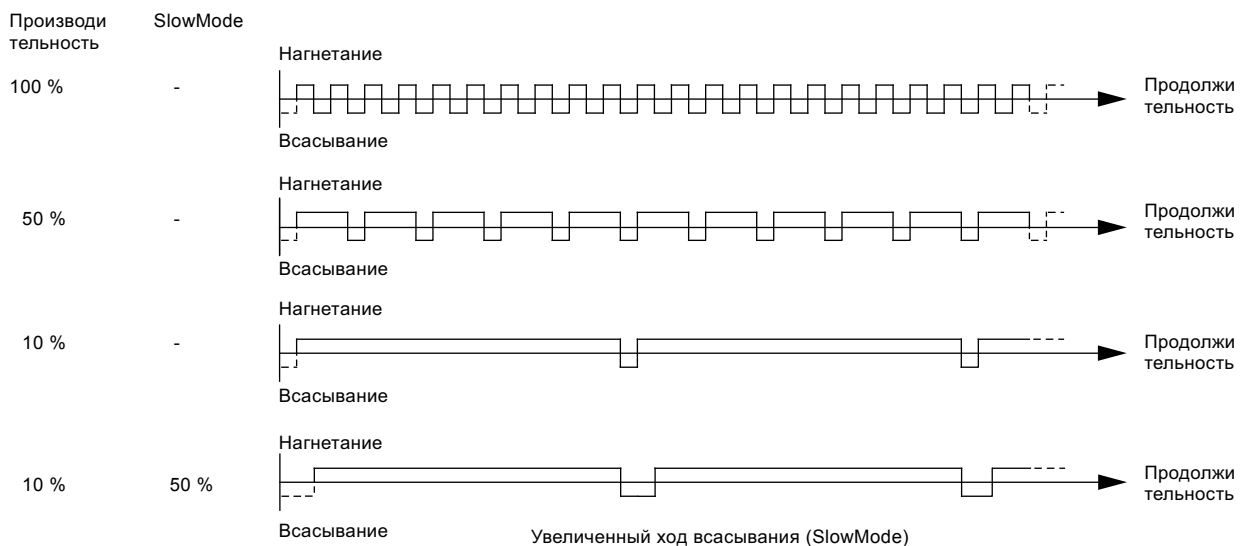 Производи
тельность
SlowMode
Нагнетание
100 %
-
Продолжи
тельность
Всасывание
Нагнетание
50 %
-
Продолжи
тельность
Всасывание
Нагнетание
10 %
-
Продолжи
тельность
Всасывание
Нагнетание
10 %
50 %
Продолжи
тельность
Всасывание
Увеличенный ход всасывания (SlowMode)